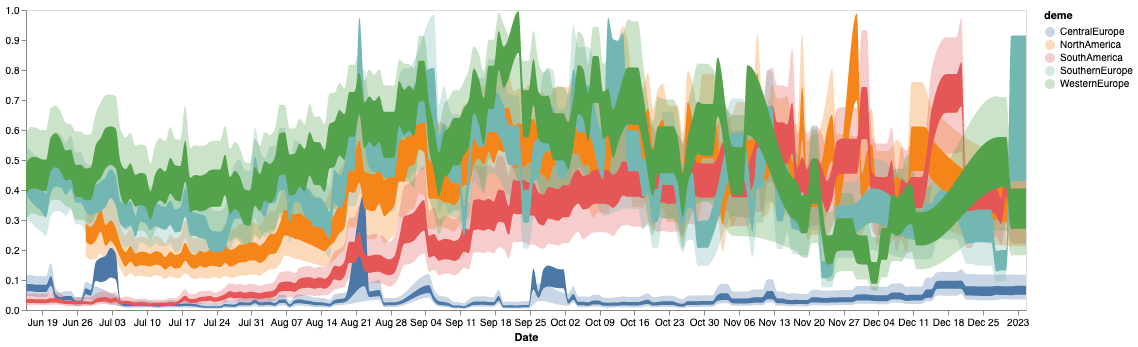 1.0
0.9
0.8
0.7
0.6
0.5
0.4
0.3
0.2
0.1
0.0
Jun 19 Jun 26 Jul 03 Jul 10 Jul 17 Jul 24 Jul 31 Aug 07 Aug 14 Aug 21 Aug 28 Sep 04 Sep 11 Sep 18 Sep 25 Oct 02 Oct 09 Oct 16 Oct 23 Oct 30 Nov 06 Nov 13 Nov 20 Nov 27 Dec 04 Dec 11 Dec 18 Dec 25 2023
Date
deme
CentralEurope
NorthAmerica
SouthAmerica
SouthernEurope
WesternEurope